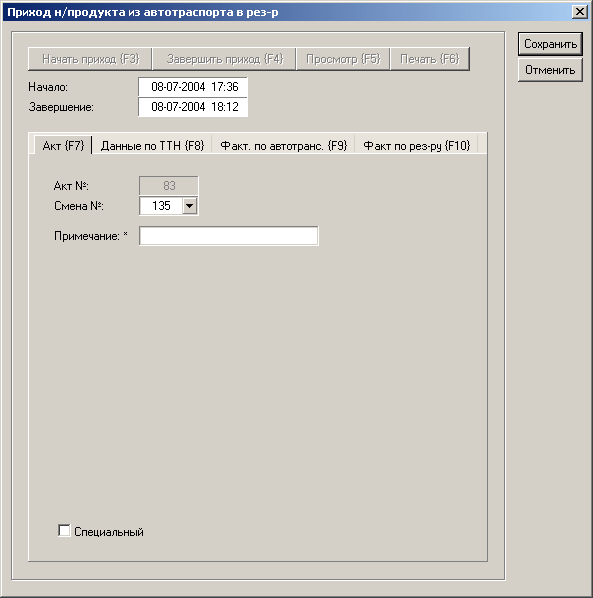 Приход н/продукта из автотраспорта в рез-р
Сохранить
Отменить
Начать приход {F3} Завершить приход {F4} Просмотр {F5} Печать {F6}
Начало: 08-07-2004 17:36
Завершение: 08-07-2004 18:12
Акт {F7} Данные по ТТН {F8} Факт. по автотранс. {F9} Факт по рез-ру {F10}
Акт №: 83
Смена №: 135
Примечание: *
Специальный